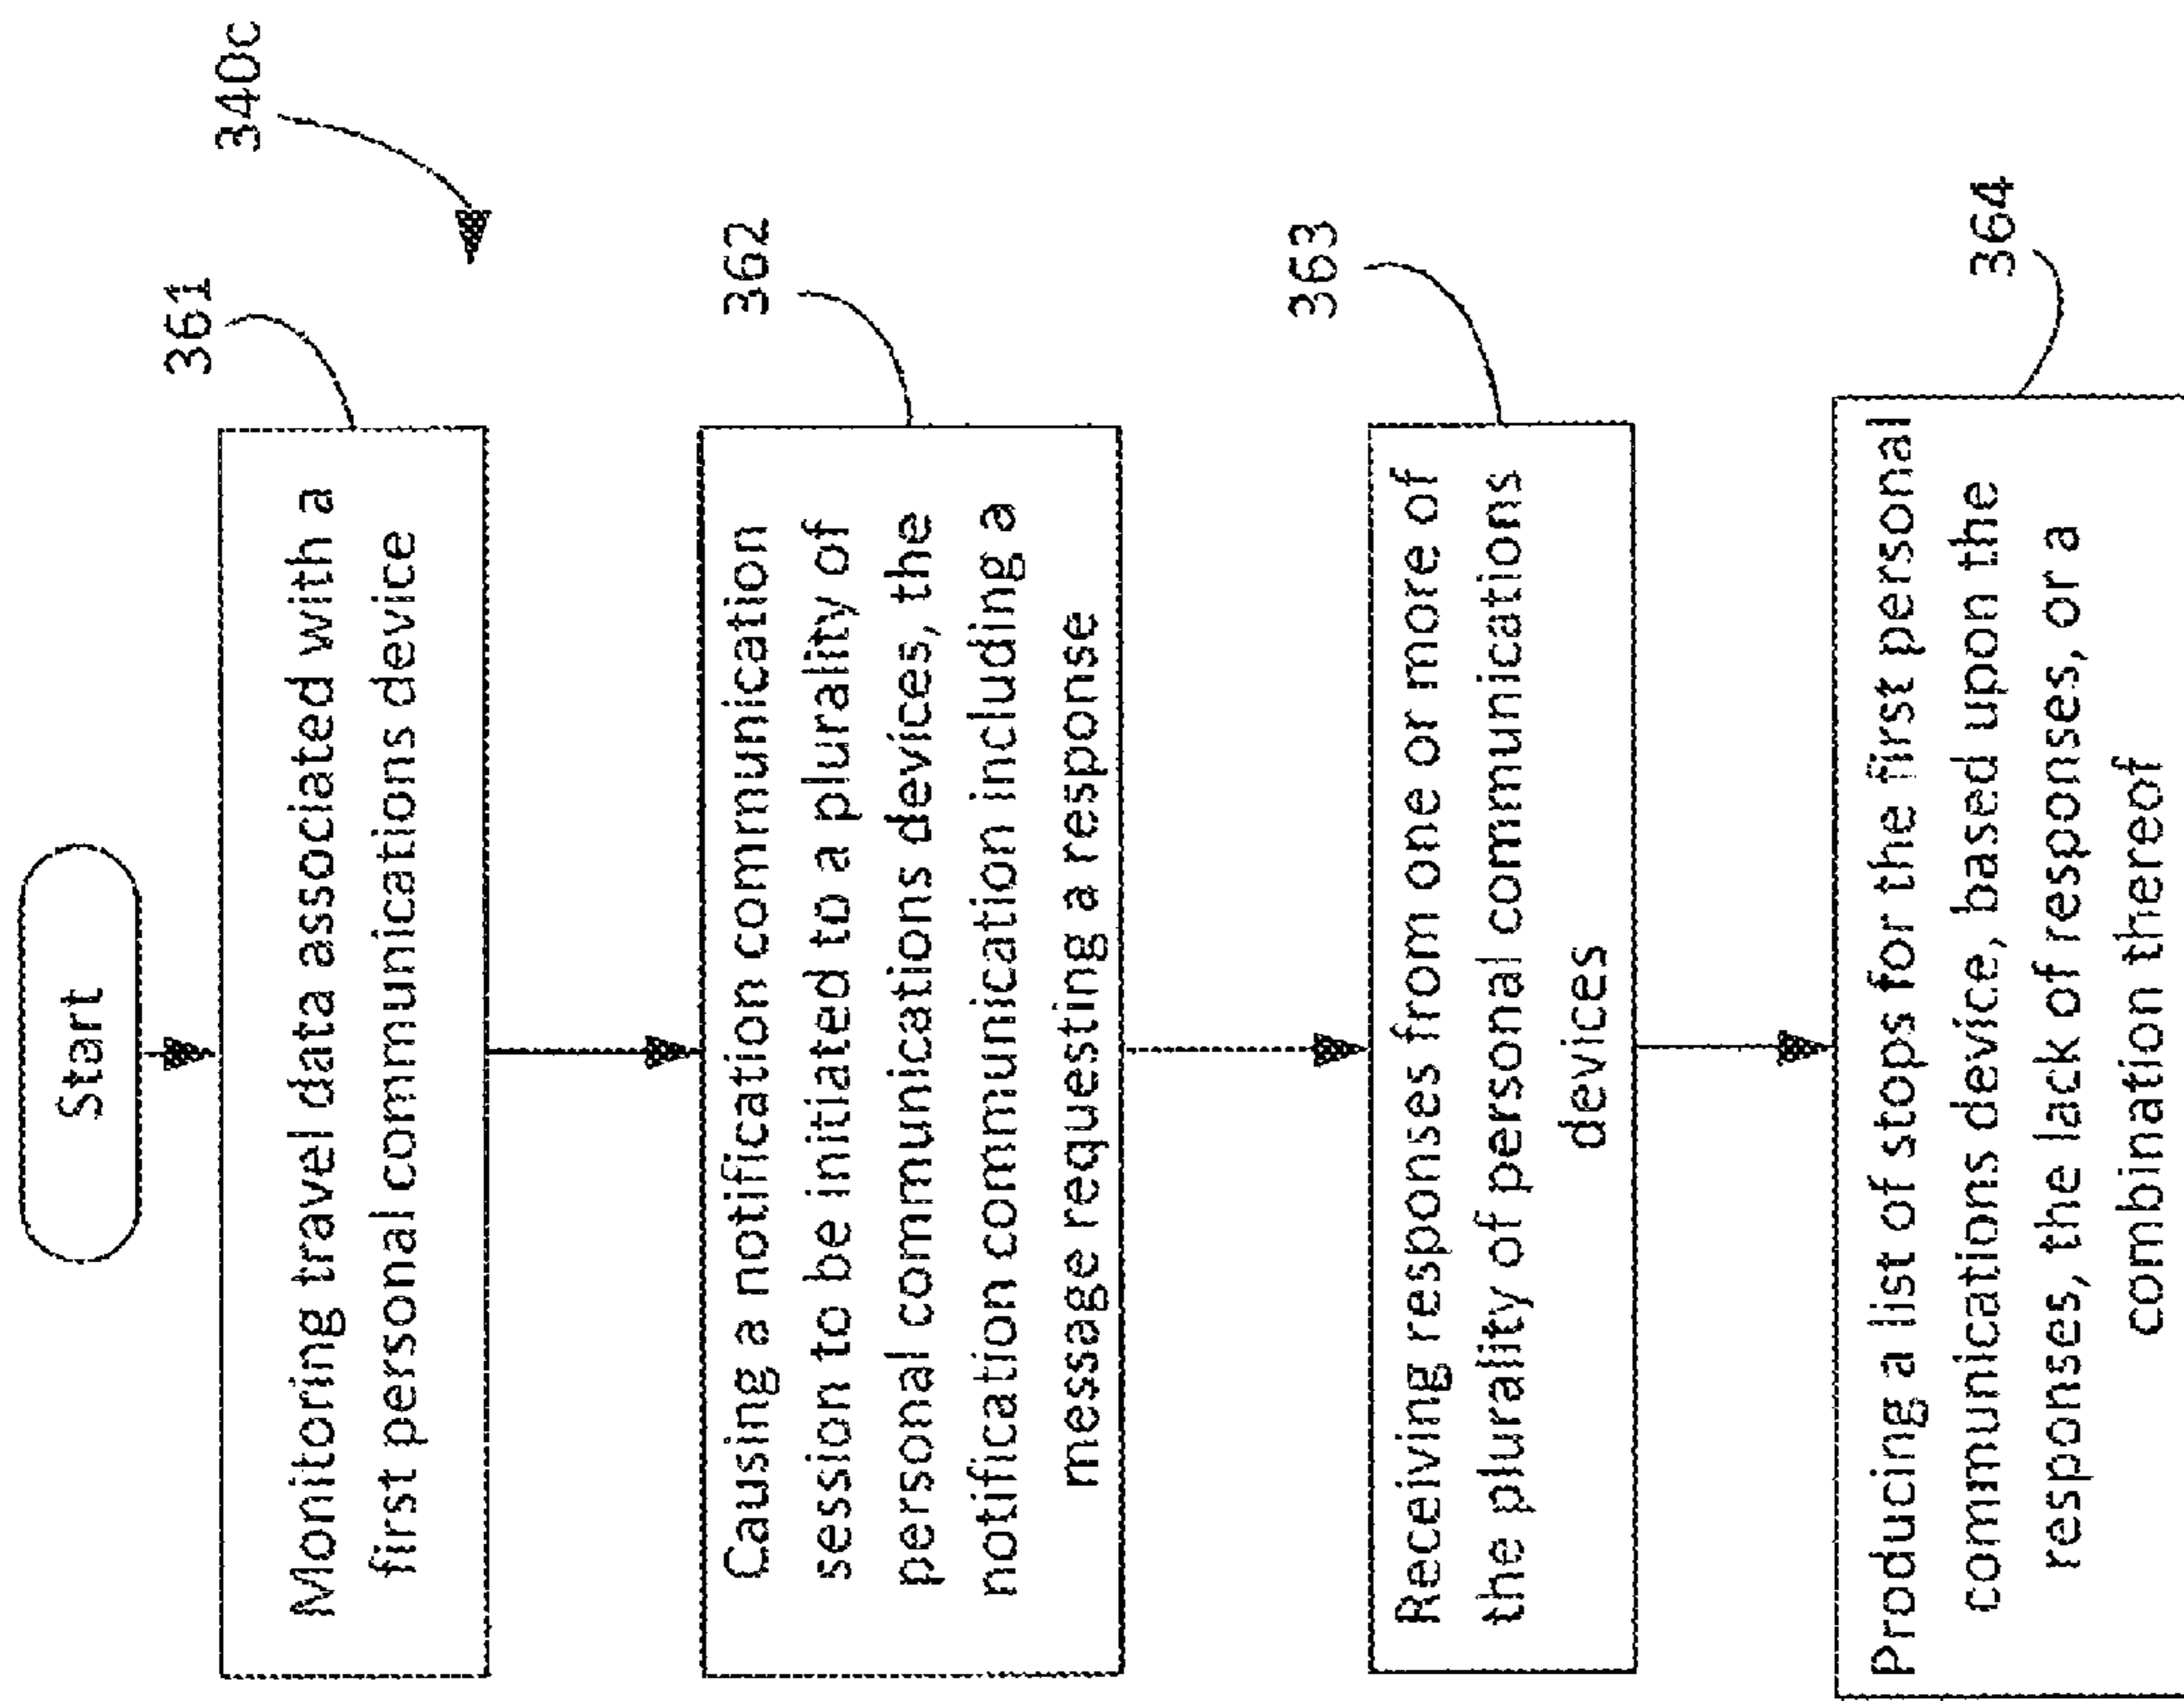 340c
Start
361
Monitoring travel data associated with a
first personal communications device
362
Causing a notification communication
session to be initiated to a plurality of
personal communications devices, the
notification communication including a
message requesting a response
363
Receiving responses from one or more of
the plurality of personal communications
devices
364
Producing a list of stops for the first personal
communications device, based upon the
responses, the lack of responses, or a
combination thereof